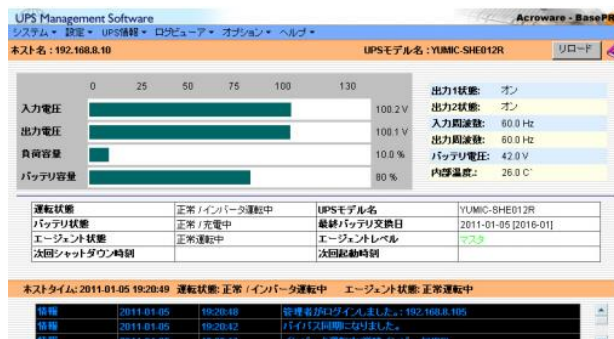 UPS Management Software
Acroware - BasePR
システム 設定 UPS情報 ログビューア オプション ヘルプ
ホスト名 : 192.168.8.10 UPSモデル名 : YUMIC-SHE012R リロード
0 25 50 75 100 130
入力電圧 100.2 V
出力電圧 100.1 V
負荷容量 10.0 %
バッテリ容量 80 %
出力1状態: オン
出力2状態: オン
入力周波数: 60.0 Hz
出力周波数: 60.0 Hz
バッテリ電圧: 42.0 V
内部温度.: 26.0 C゜
運転状態 正常 / インバータ運転中 UPSモデル名 YUMIC-SHE012R
バッテリ状態 正常 / 充電中 最終バッテリ交換日 2011-01-05 [2016-01]
エージェント状態 正常運転中 エージェントレベル マスタ
次回シャットダウン時刻 次回起動時刻
ホストタイム: 2011-01-05 19:20:49 運転状態: 正常 / インバータ運転中 エージェント状態: 正常運転中
情報 2011-01-05 19:20:48 管理者がログインしました。: 192.168.8.105
情報 2011-01-05 19:20:42 バイパス同期になりました。